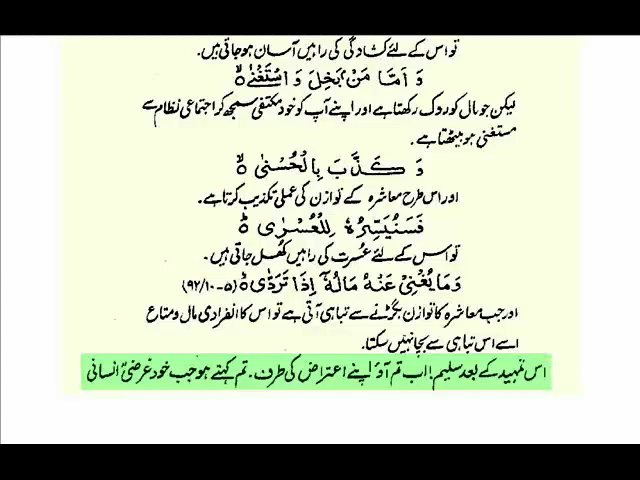 تو اس کے لئے کشادگی کی راہیں آسان ہو جاتی ہیں.
وَ اَمَّا مَنْۢ بَخِلَ وَ اسْتَغْنٰىۙ
لیکن جو مال کو روک رکھتا ہے اور اپنے آپ کو خود مکتفی سمجھ کر اجتماعی نظام سے
مستغنی ہو بیٹھتا ہے.
وَ كَذَّبَ بِالْحُسْنٰىۙ
اور اس طرح معاشرہ کے توازن کی عملی تکذیب کرتا ہے.
فَسَنُيَسِّرُهٗ لِلْعُسْرٰىؕ
تو اس کے لئے عُسرت کی راہیں کھل جاتی ہیں.
وَمَا يُغْنِیْ عَنْهُ مَالُهٗۤ اِذَا تَرَدّٰىؕ (۵-۹۲/۱۰)
اور جب معاشرہ کا توازن بگڑنے سے تباہی آتی ہے تو اس کا انفرادی مال و متاع
اسے اس تباہی سے بچا نہیں سکتا.
اس تمہید کے بعد سلیم! اب تم آؤ اپنے اعتراض کی طرف. تم کہتے ہو جب خود غرضی انسانی